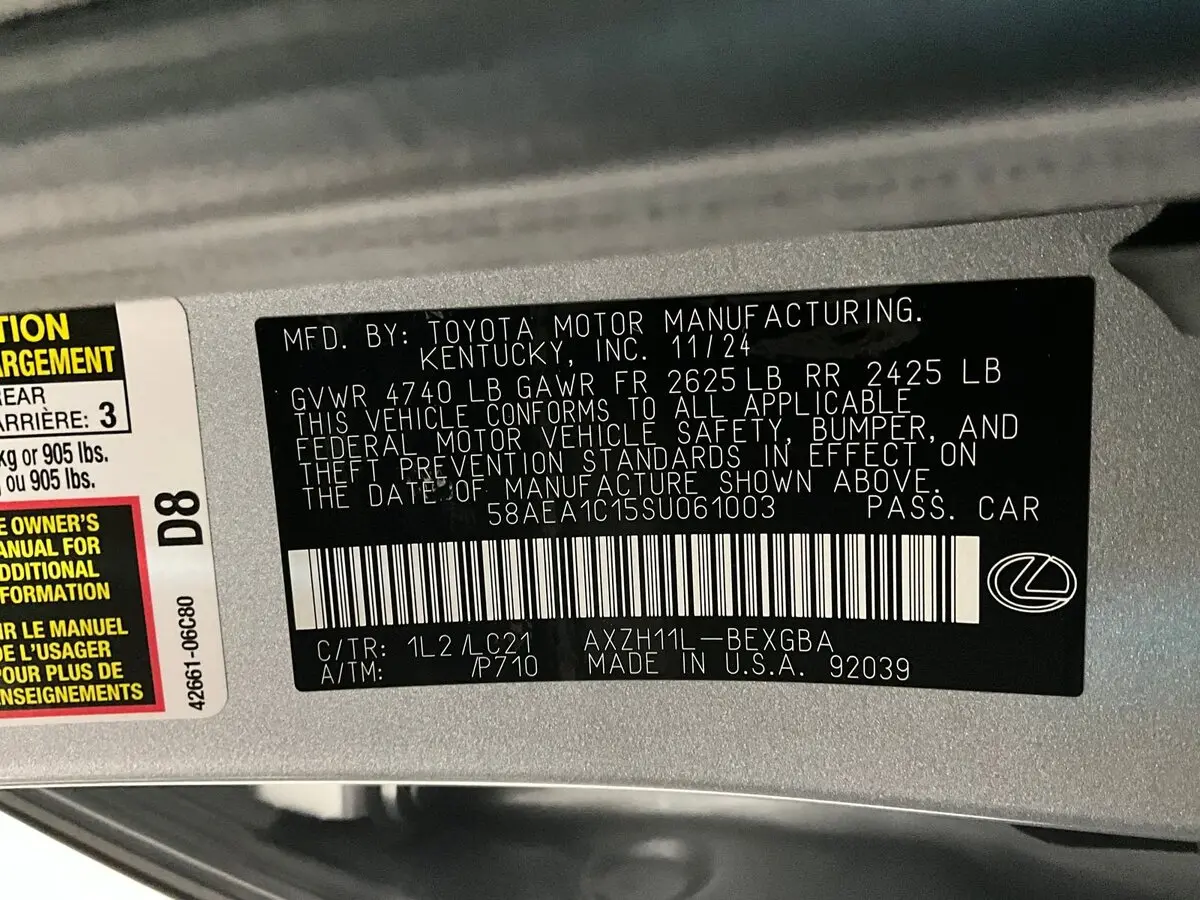 TION
ARGEMENT
REAR
ARRIÈRE: 3
kg or 905 lbs.
ou 905 lbs.
E OWNER'S
ANUAL FOR
DDITIONAL
FORMATION
IR LE MANUEL
DE L'USAGER
POUR PLUS DE
NSEIGNEMENTS
D8
42661-06C80
MFD. BY: TOYOTA MOTOR MANUFACTURING.
KENTUCKY, INC. 11/24
GVWR 4740 LB GAWR FR 2625 LB RR 2425 LB
THIS VEHICLE CONFORMS TO ALL APPLICABLE
FEDERAL MOTOR VEHICLE SAFETY, BUMPER, AND
THEFT PREVENTION STANDARDS IN EFFECT ON
THE DATE OF MANUFACTURE SHOWN ABOVE.
58AEA1C15SU061003 PASS. CAR
C/TR: 1L2/LC21 AXZH11L-BEXGBA
A/TM: /P710 MADE IN U.S.A. 92039